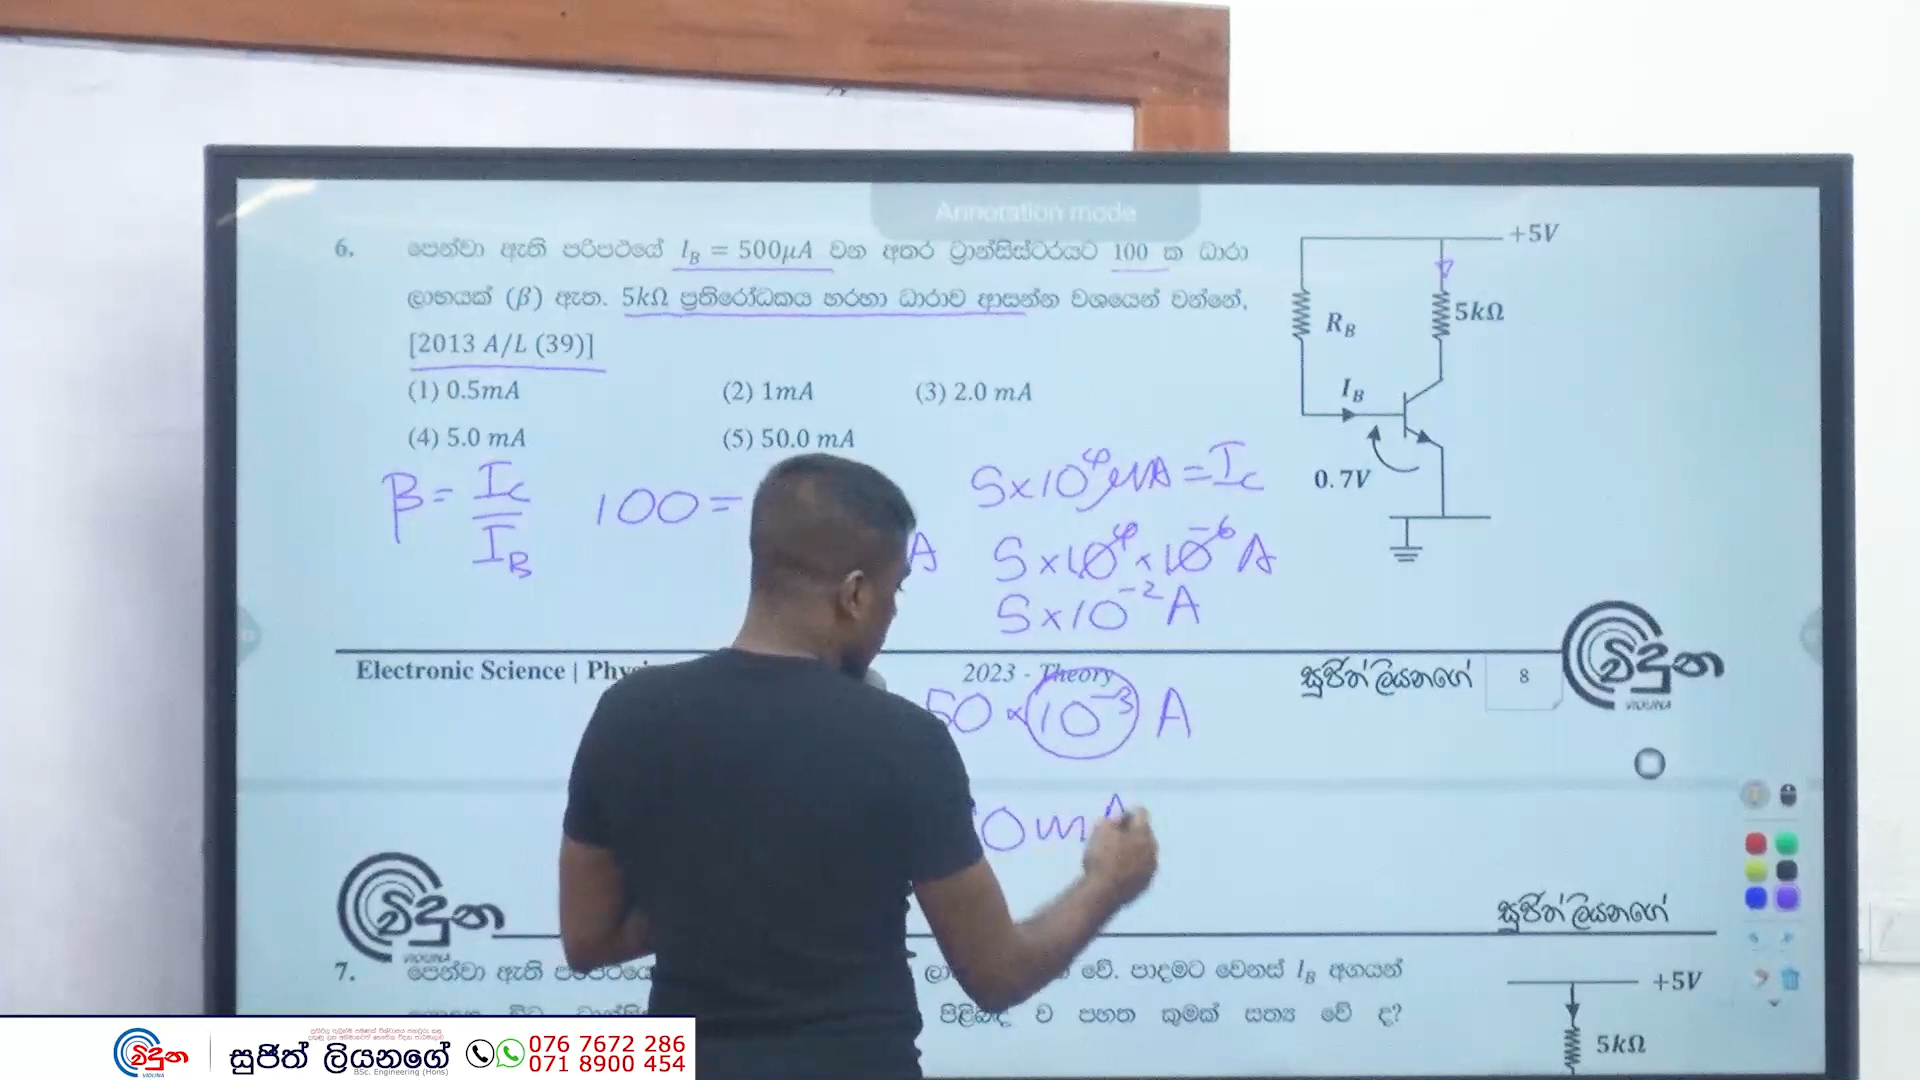 Annotation mode
6. පෙන්වා ඇති පරිපථයේ I_B = 500μA වන අතර ට්‍රාන්සිස්ටරයට 100 ක ධාරා
ලාභයක් (β) ඇත. 5kΩ ප්‍රතිරෝධකය හරහා ධාරාව ආසන්න වශයෙන් වන්නේ,
[2013 A/L (39)]
(1) 0.5mA (2) 1mA (3) 2.0 mA
(4) 5.0 mA (5) 50.0 mA
+5V
R_B
5kΩ
I_B
0.7V
β = I_C / I_B
100 =
A
5×10⁴ μA = I_C
5×10⁴×10⁻⁶ A
5×10⁻² A
Electronic Science | 2023 - Theory සුජිත් ලියනගේ 8
විදුන
VIDUNA
50 × 10⁻³ A
0mA
විදුන
VIDUNA
සුජිත් ලියනගේ
7. පෙන්වා ඇති වේ. පාදමට වෙනස් I_B අගයන්
පිළිබඳ ව පහත කුමක් සත්‍ය වේ ද?
+5V
5kΩ
විදුන
VIDUNA
සුජිත් ලියනගේ
BSc. Engineering (Hons)
076 7672 286
071 8900 454